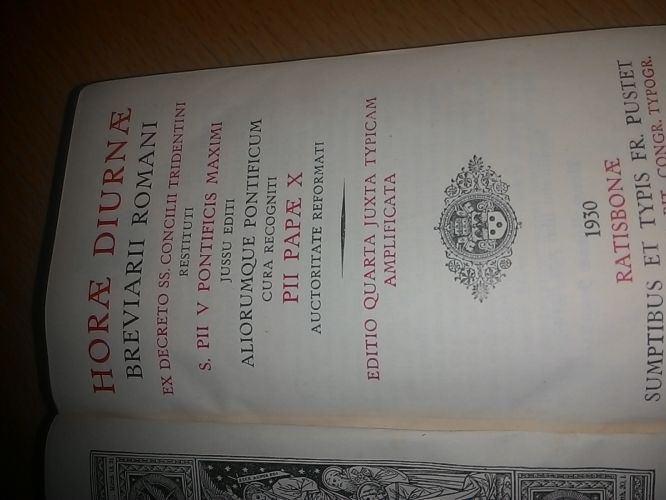 HORÆ DIURNÆ
BREVIARII ROMANI
EX DECRETO SS. CONCILII TRIDENTINI
RESTITUTI
S. PII V PONTIFICIS MAXIMI
JUSSU EDITI
ALIORUMQUE PONTIFICUM
CURA RECOGNITI
PII PAPÆ X
AUCTORITATE REFORMATI
EDITIO QUARTA JUXTA TYPICAM
AMPLIFICATA
1930
RATISBONÆ
SUMPTIBUS ET TYPIS FR. PUSTET
CONGR. TYPOGR.